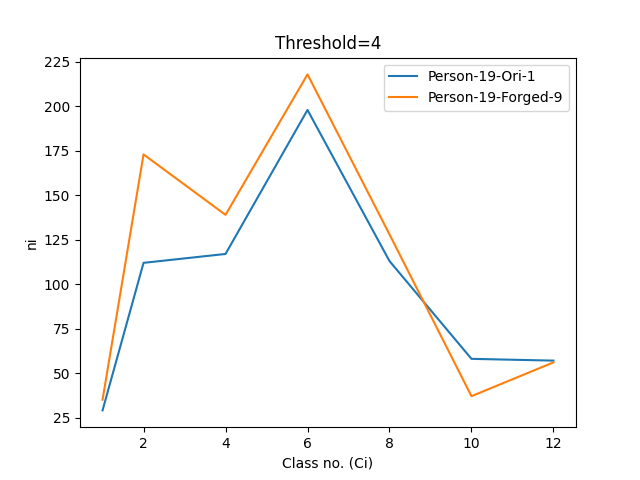 Threshold=4
Person-19-Ori-1
Person-19-Forged-9
225
200
175
150
125
100
75
50
25
ni
2 4 6 8 10 12
Class no. (Ci)